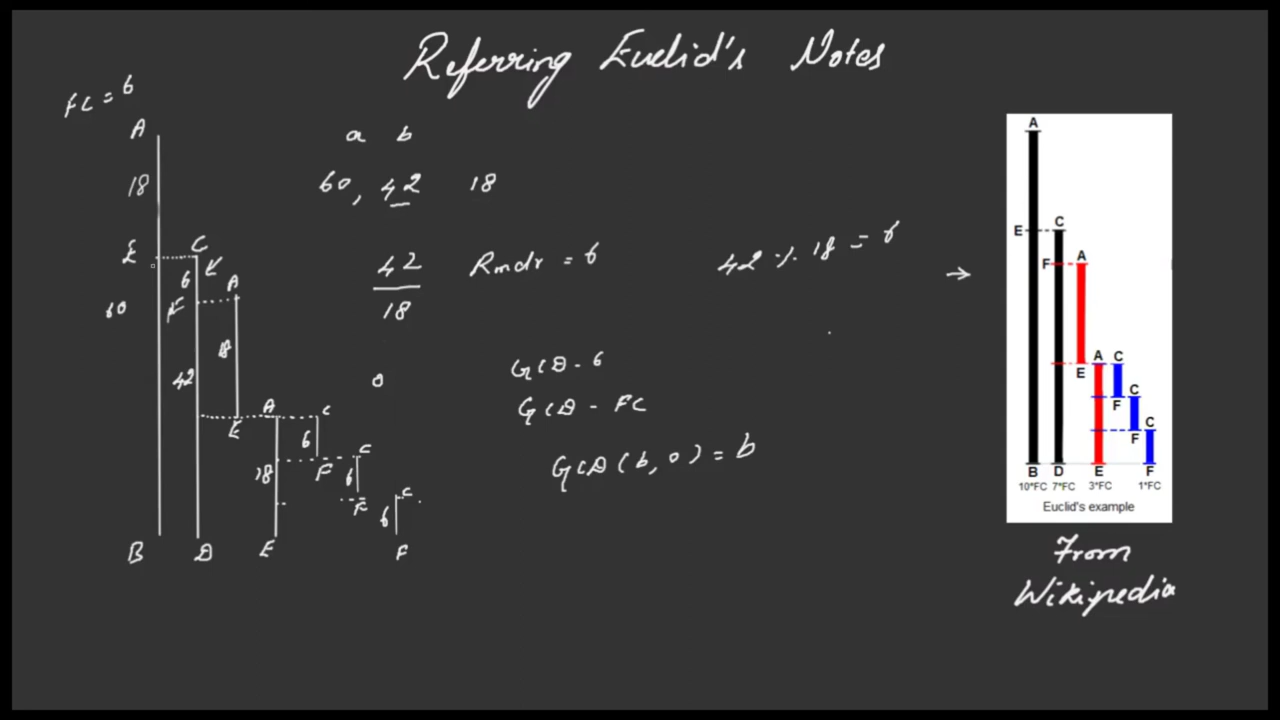 Referring Euclid's Notes
FC = 6
A
a b
18
60, 42 18
E C
6 A
F
60
18
42
42 Rmdr = 6
18
42 % 18 = 6
→
0
GCD - 6
GCD - FC
GCD(b, 0) = b
E
A C
6
18 F C
6
F C
6
B D E F
A
E C
F A
E
A C
F C
F C
B D E F
10*FC 7*FC 3*FC 1*FC
Euclid's example
From
Wikipedia